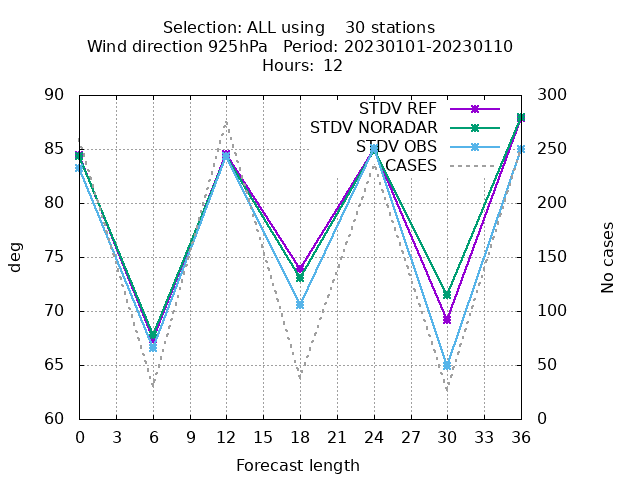 Selection: ALL using    30 stations
Wind direction 925hPa   Period: 20230101-20230110
Hours:  12
90 300
STDV REF
STDV NORADAR
85 STDV OBS 250
CASES
80 200
75 150
deg
No cases
70 100
65 50
60 0
0 3 6 9 12 15 18 21 24 27 30 33 36
Forecast length